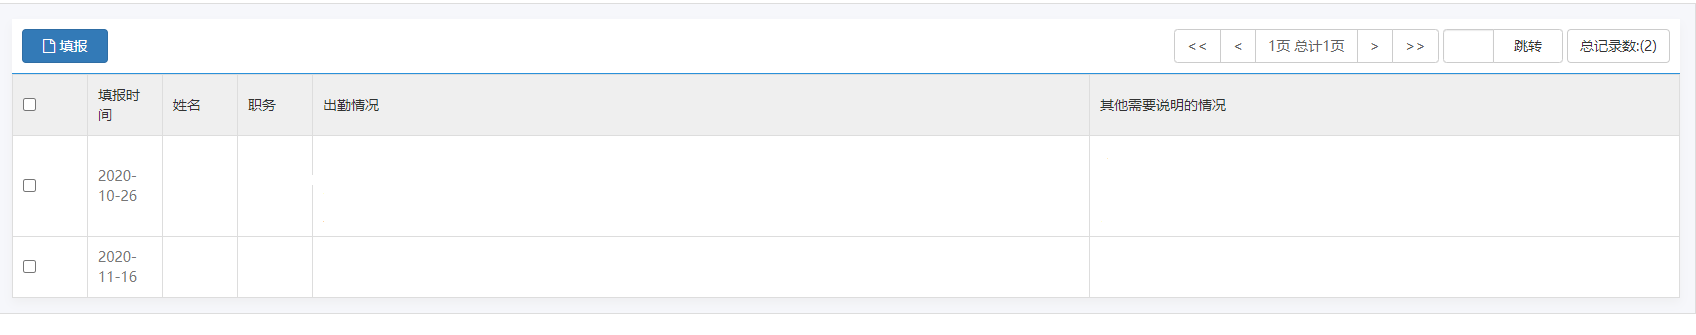 填报
<< < 1页 总计1页 > >> 跳转 总记录数:(2)
填报时
间
姓名
职务
出勤情况
其他需要说明的情况
2020-
10-26
2020-
11-16